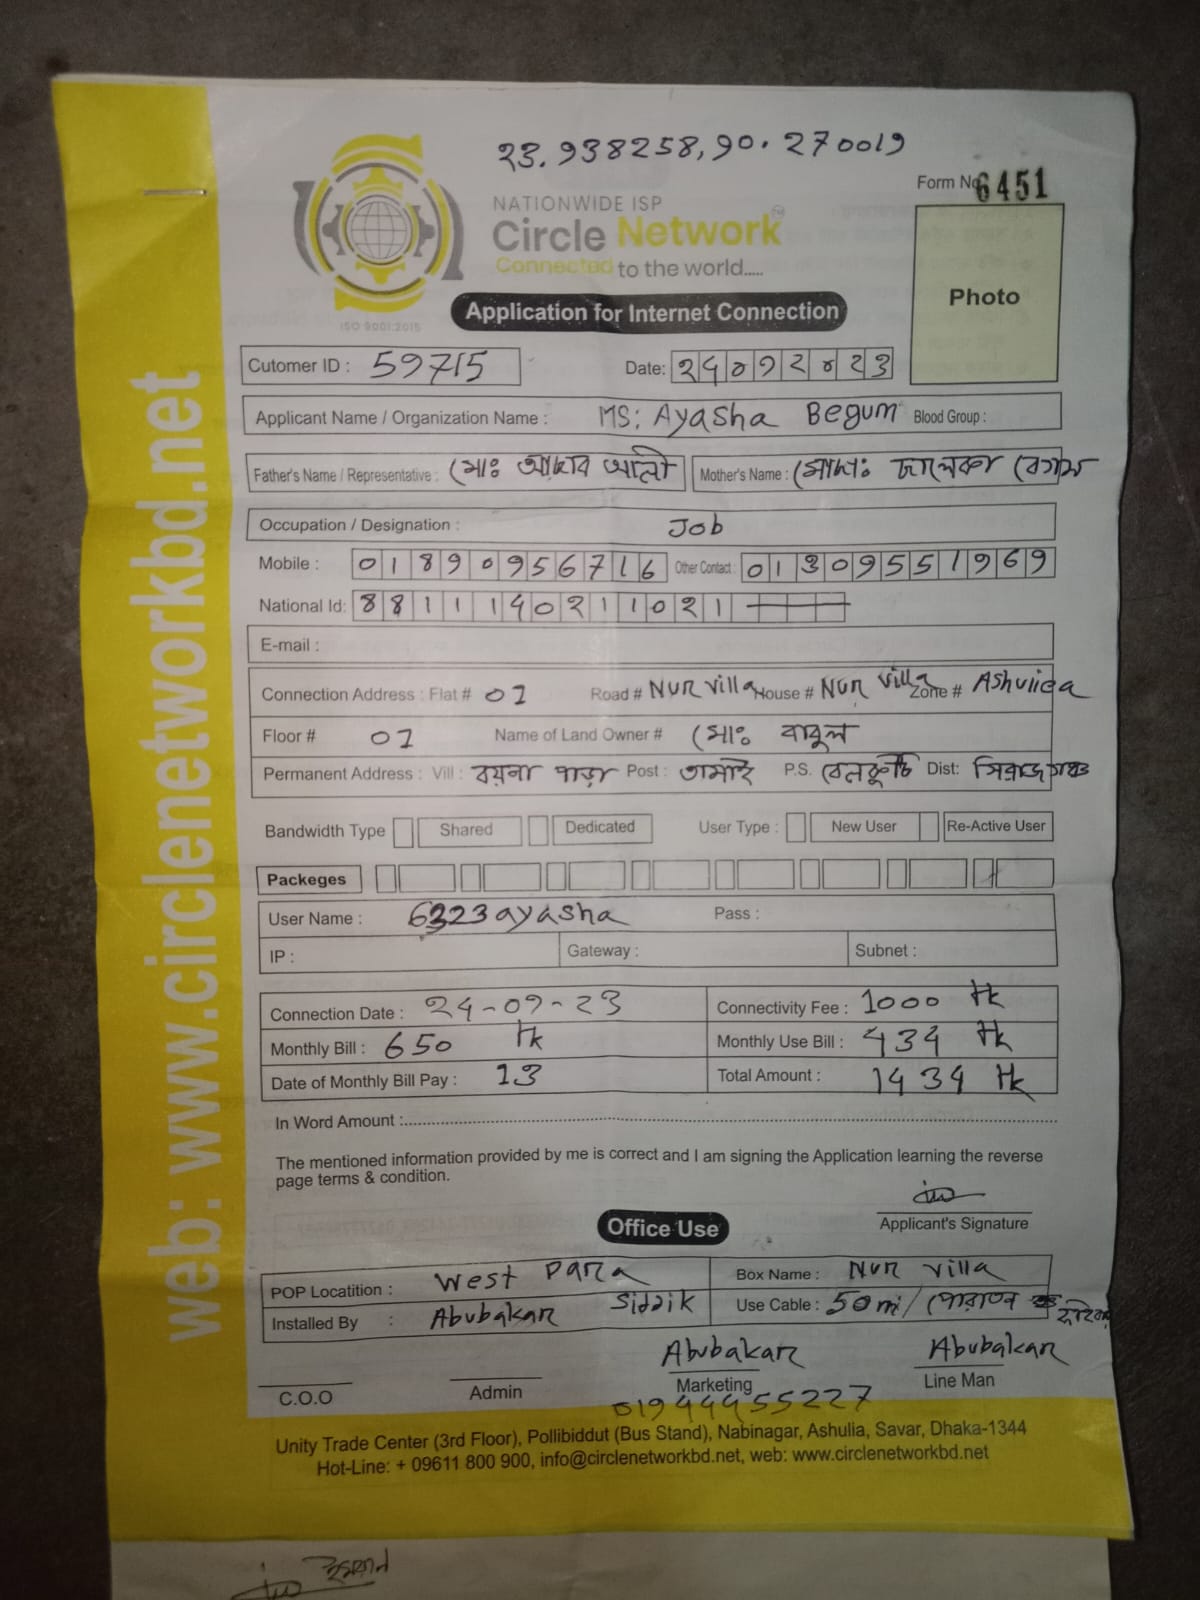 23.938258,90.270019
Form No 6451
NATIONWIDE ISP
Circle Network TM
Connected to the world.....
ISO 9001:2015
Application for Internet Connection
Photo
Cutomer ID : 59715 Date:
Applicant Name / Organization Name : MS: Ayasha Begum Blood Group :
Father's Name / Representative : মোঃ আলী Mother's Name : মোছাঃ বেগম
Occupation / Designation : Job
Mobile : 01890956716 Other Contact : 01309551969
National Id: 8811140211021
E-mail :
Connection Address : Flat # 01 Road # Nur villa House # Nur villa Zone # Ashuliea
Floor # 01 Name of Land Owner # মোঃ বাবুল
Permanent Address : Vill : বয়না পাড়া Post : তামাই P.S. বেলকুচি Dist: সিরাজগঞ্জ
Bandwidth Type Shared Dedicated User Type : New User Re-Active User
Packeges
User Name : 6323ayasha Pass :
IP : Gateway : Subnet :
Connection Date : 24-09-23 Connectivity Fee : 1000 tk
Monthly Bill : 650 tk Monthly Use Bill : 434 tk
Date of Monthly Bill Pay : 13 Total Amount : 1434 tk
In Word Amount :
The mentioned information provided by me is correct and I am signing the Application learning the reverse
page terms & condition.
Applicant's Signature
Office Use
POP Locatition : West para Box Name : Nur villa
Installed By : Abubakar Siddik Use Cable : 50m/
Abubakar Abubakar
C.O.O Admin Marketing Line Man
01944455227
Unity Trade Center (3rd Floor), Pollibiddut (Bus Stand), Nabinagar, Ashulia, Savar, Dhaka-1344
Hot-Line: + 09611 800 900, info@circlenetworkbd.net, web: www.circlenetworkbd.net
web: www.circlenetworkbd.net